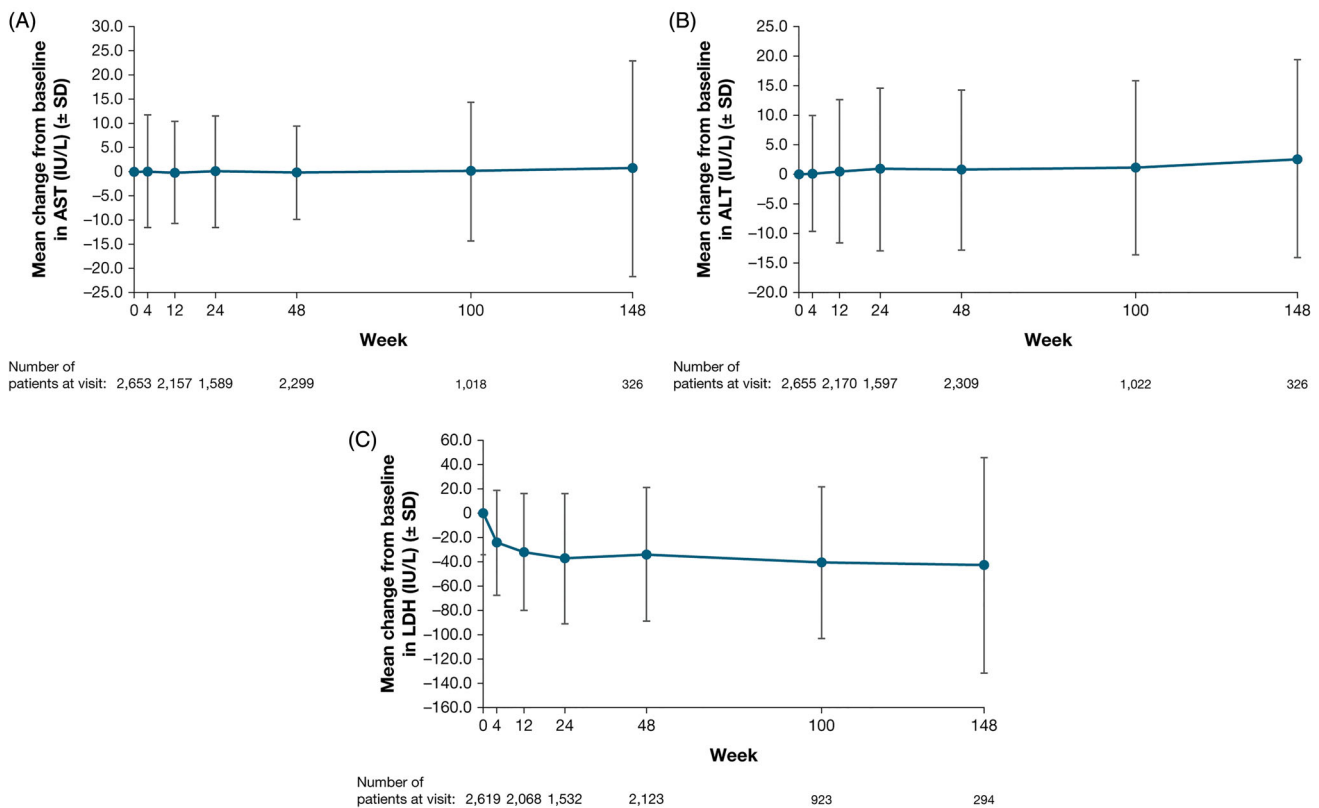 (A)
Mean change from baseline
in AST (IU/L) (± SD)
30.0
25.0
20.0
15.0
10.0
5.0
0
−5.0
−10.0
−15.0
−20.0
−25.0
0 4 12 24 48 100 148
Week
Number of
patients at visit: 2,653 2,157 1,589 2,299 1,018 326
(B)
Mean change from baseline
in ALT (IU/L) (± SD)
25.0
20.0
15.0
10.0
5.0
0
−5.0
−10.0
−15.0
−20.0
0 4 12 24 48 100 148
Week
Number of
patients at visit: 2,655 2,170 1,597 2,309 1,022 326
(C)
Mean change from baseline
in LDH (IU/L) (± SD)
60.0
40.0
20.0
0
−20.0
−40.0
−60.0
−80.0
−100.0
−120.0
−140.0
−160.0
0 4 12 24 48 100 148
Week
Number of
patients at visit: 2,619 2,068 1,532 2,123 923 294